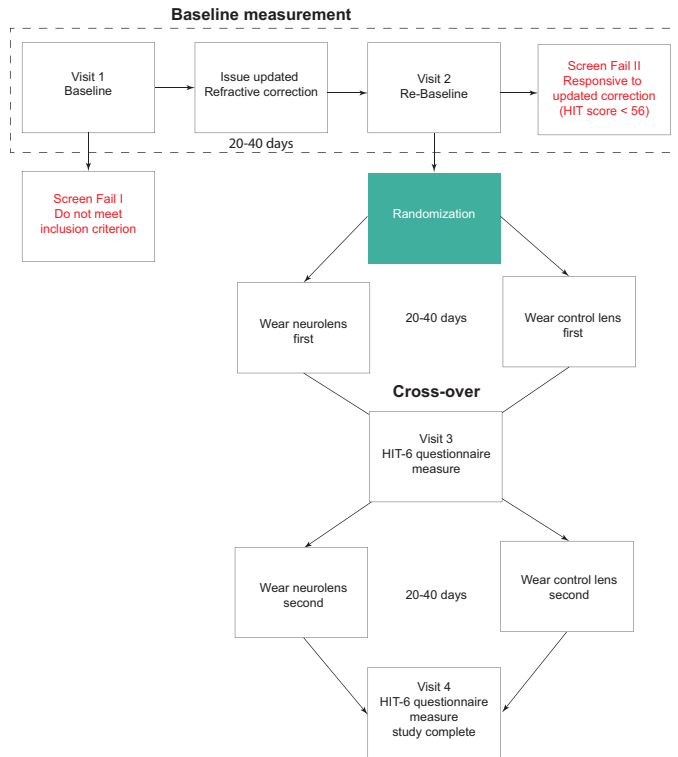 Baseline measurement
Visit 1
Baseline
Issue updated
Refractive correction
Visit 2
Re-Baseline
Screen Fail II
Responsive to
updated correction
(HIT score < 56)
20-40 days
Screen Fail I
Do not meet
inclusion criterion
Randomization
Wear neurolens
first
20-40 days
Wear control lens
first
Cross-over
Visit 3
HIT-6 questionnaire
measure
Wear neurolens
second
20-40 days
Wear control lens
second
Visit 4
HIT-6 questionnaire
measure
study complete